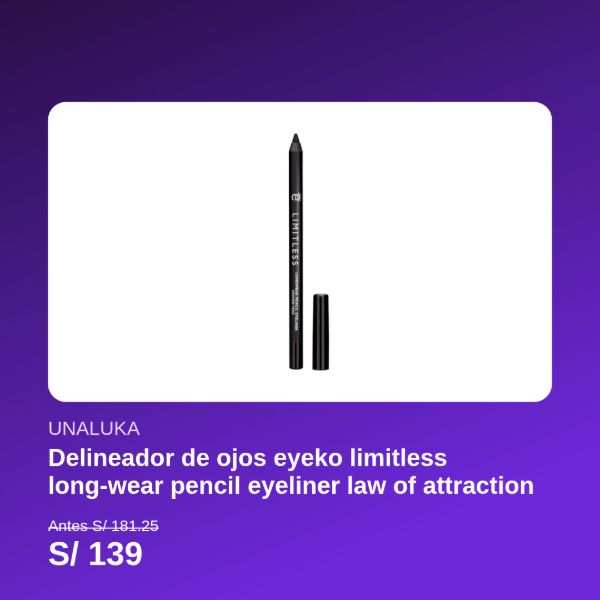 LIMITLESS
UNALUKA
Delineador de ojos eyeko limitless
long-wear pencil eyeliner law of attraction
Antes S/ 181.25
S/ 139